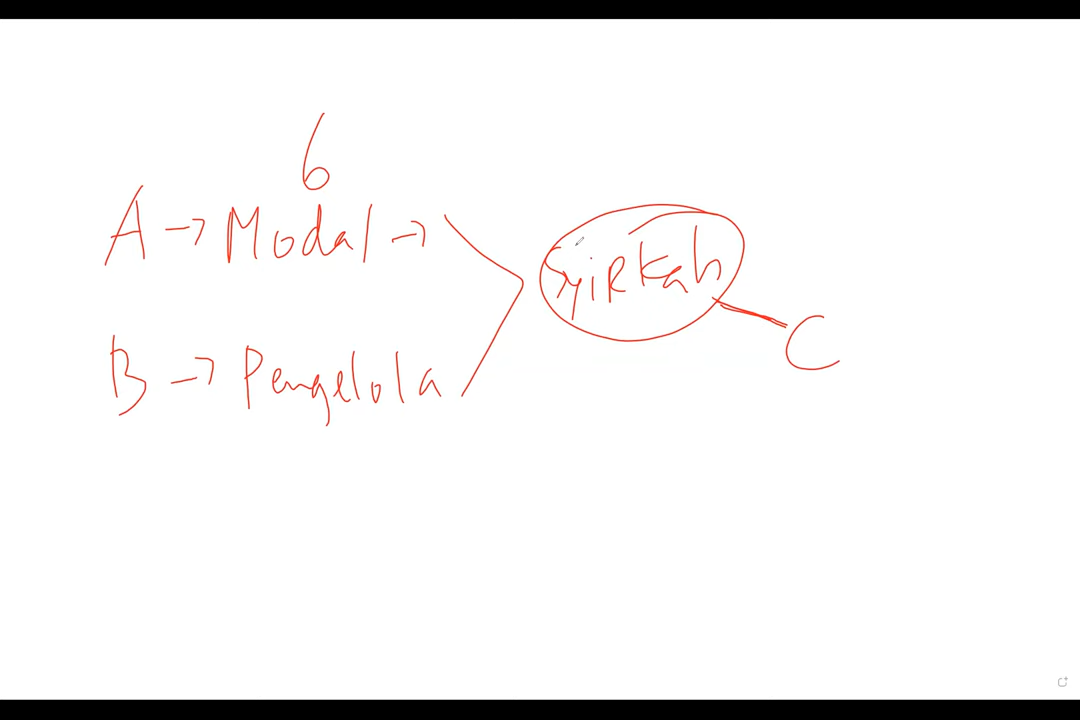 6
A → Modal →
Syirkah
C
B → Pengelola